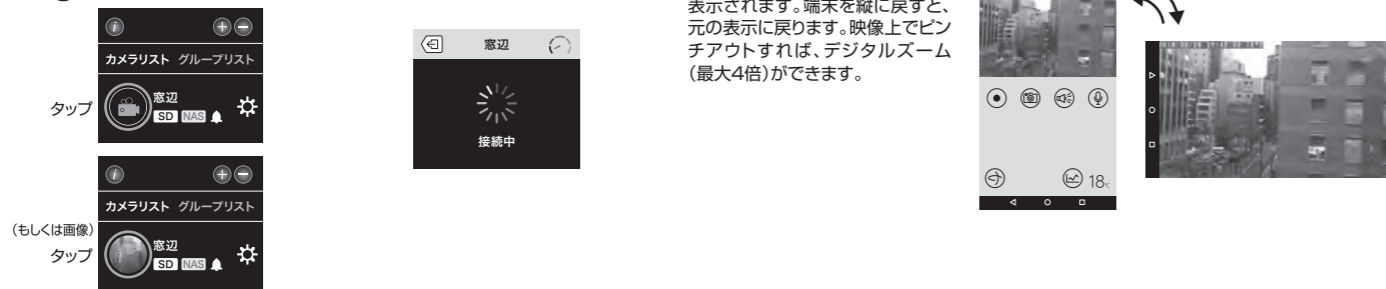 カメラリスト グループリスト
タップ
窓辺
SD NAS
カメラリスト グループリスト
(もしくは画像)
タップ
窓辺
SD NAS
窓辺
接続中
表示されます。端末を縦に戻すと、
元の表示に戻ります。映像上でピン
チアウトすれば、デジタルズーム
(最大4倍)ができます。
18℃